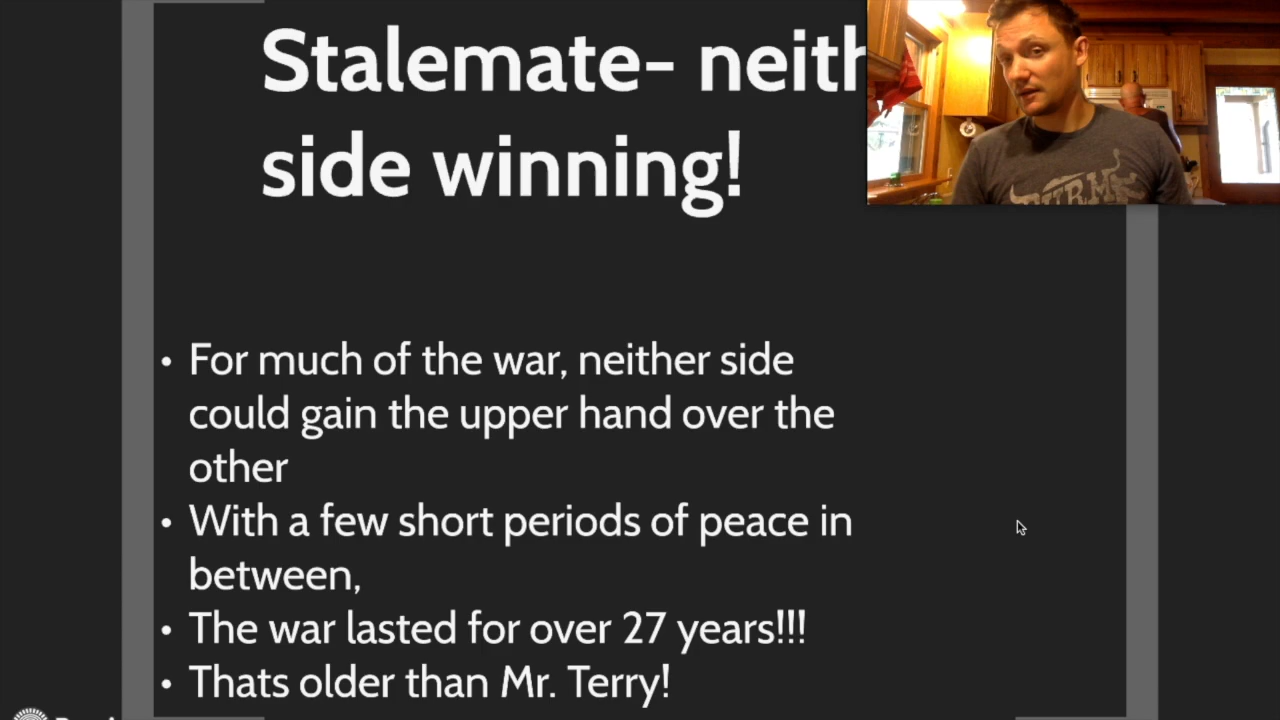 Stalemate- neith
side winning!
• For much of the war, neither side
could gain the upper hand over the
other
• With a few short periods of peace in
between,
• The war lasted for over 27 years!!!
• Thats older than Mr. Terry!